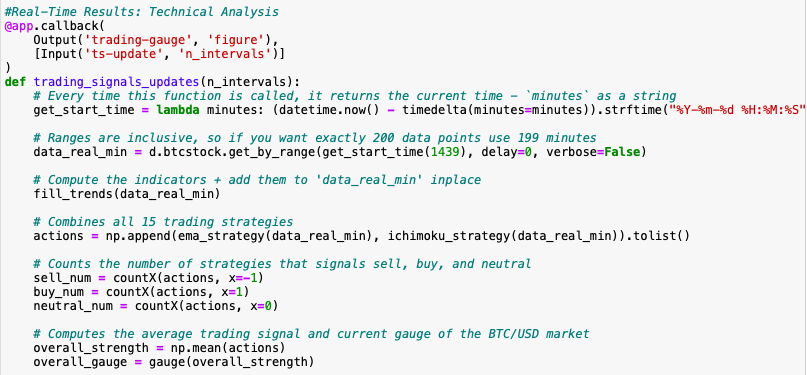 #Real-Time Results: Technical Analysis
@app.callback(
    Output('trading-gauge', 'figure'),
    [Input('ts-update', 'n_intervals')]
)
def trading_signals_updates(n_intervals):
    # Every time this function is called, it returns the current time - `minutes` as a string
    get_start_time = lambda minutes: (datetime.now() - timedelta(minutes=minutes)).strftime("%Y-%m-%d %H:%M:%S"
    # Ranges are inclusive, so if you want exactly 200 data points use 199 minutes
    data_real_min = d.btcstock.get_by_range(get_start_time(1439), delay=0, verbose=False)
    # Compute the indicators + add them to 'data_real_min' inplace
    fill_trends(data_real_min)
    # Combines all 15 trading strategies
    actions = np.append(ema_strategy(data_real_min), ichimoku_strategy(data_real_min)).tolist()
    # Counts the number of strategies that signals sell, buy, and neutral
    sell_num = countX(actions, x=-1)
    buy_num = countX(actions, x=1)
    neutral_num = countX(actions, x=0)
    # Computes the average trading signal and current gauge of the BTC/USD market
    overall_strength = np.mean(actions)
    overall_gauge = gauge(overall_strength)